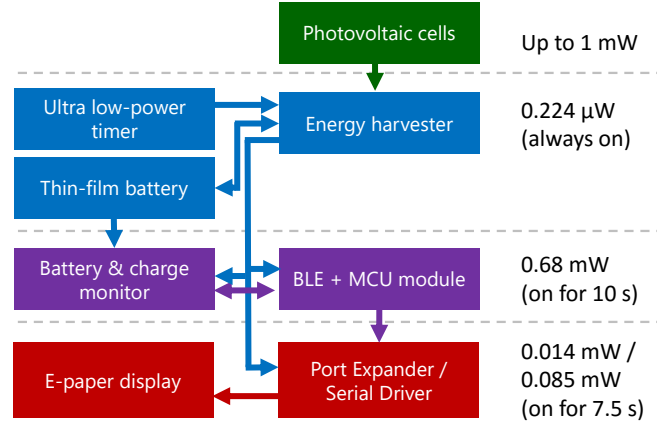 Photovoltaic cells
Up to 1 mW
Ultra low-power
timer
Energy harvester
0.224 µW
(always on)
Thin-film battery
Battery & charge
monitor
BLE + MCU module
0.68 mW
(on for 10 s)
E-paper display
Port Expander /
Serial Driver
0.014 mW /
0.085 mW
(on for 7.5 s)